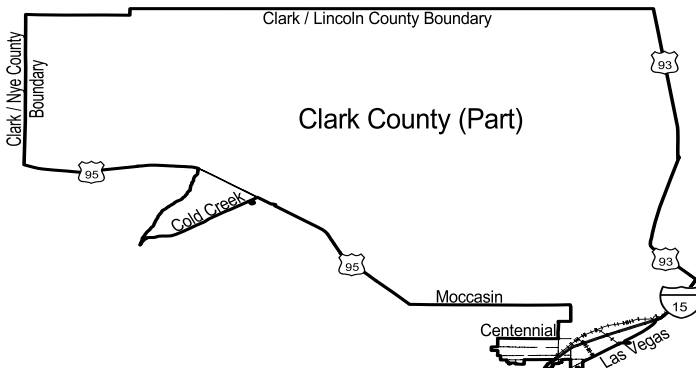 Clark / Lincoln County Boundary
Clark / Nye County
Boundary
93
Clark County (Part)
95
Cold Creek
95
93
Moccasin
15
Centennial
Las Vegas